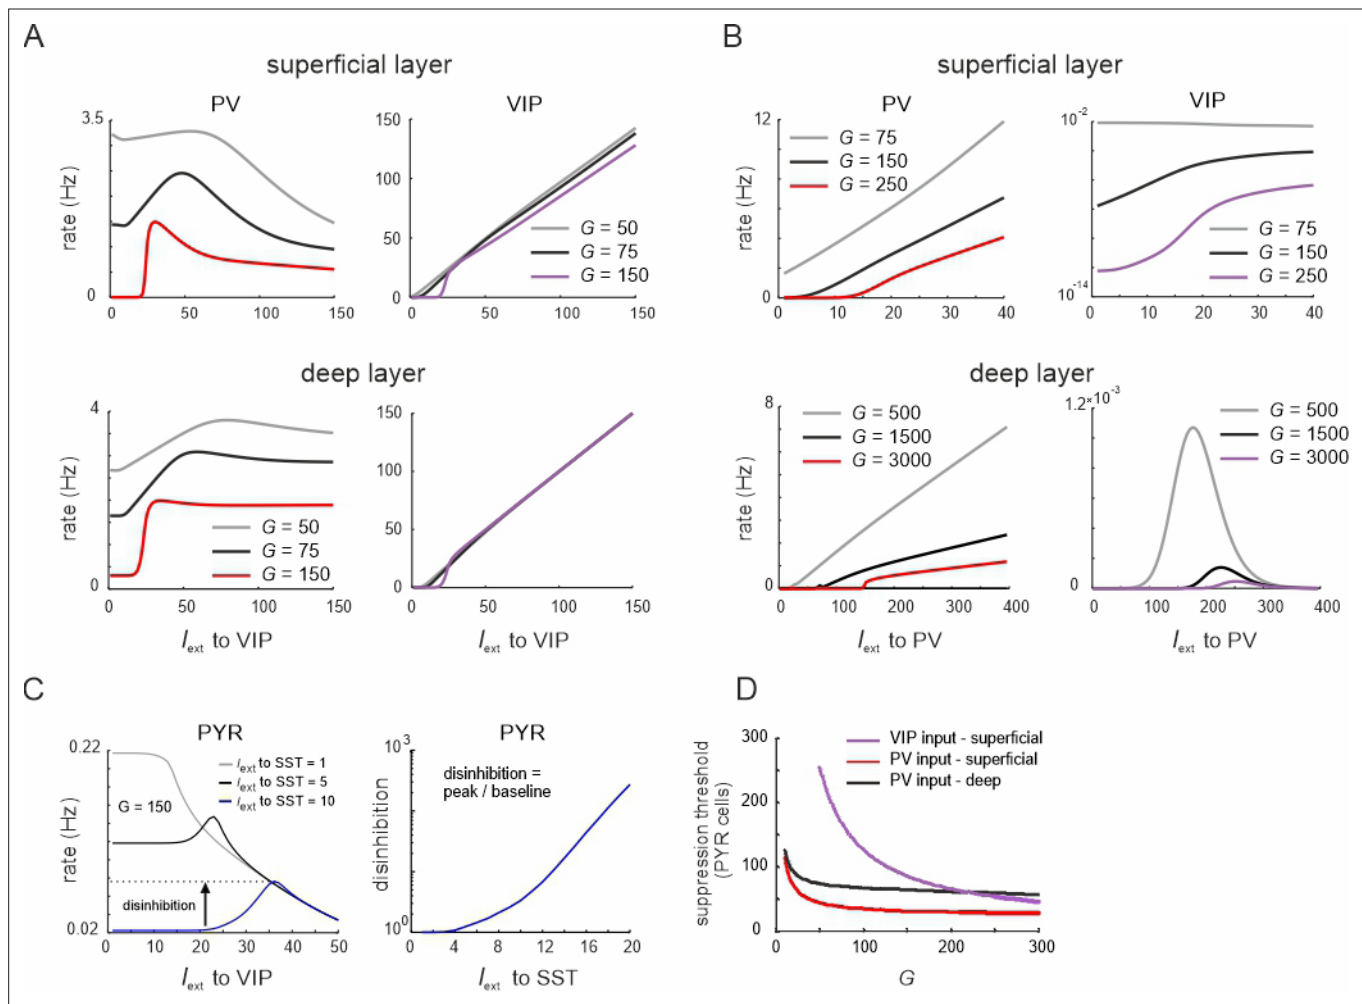 A
superficial layer
PV
VIP
rate (Hz)
3.5
0
0 50 100 150
150
100
50
0
G = 50
G = 75
G = 150
50 100 150
deep layer
rate (Hz)
4
0
G = 50
G = 75
G = 150
0 50 100 150
Iext to VIP
150
100
50
0
50 100 150
Iext to VIP
B
superficial layer
PV
VIP
rate (Hz)
12
8
4
0
G = 75
G = 150
G = 250
0 10 20 30 40
10-2
10-14
G = 75
G = 150
G = 250
0 10 20 30 40
deep layer
rate (Hz)
8
4
0
G = 500
G = 1500
G = 3000
0 100 200 300 400
Iext to PV
1.2×10-3
0
G = 500
G = 1500
G = 3000
100 200 300 400
Iext to PV
C
PYR
rate (Hz)
0.22
0.02
Iext to SST = 1
Iext to SST = 5
Iext to SST = 10
G = 150
disinhibition
0 10 20 30 40 50
Iext to VIP
PYR
disinhibition
103
100
disinhibition =
peak / baseline
0 4 8 12 16 20
Iext to SST
D
suppression threshold
(PYR cells)
300
200
100
100
50
0
VIP input - superficial
PV input - superficial
PV input - deep
0 50 100 150 200 250 300
G